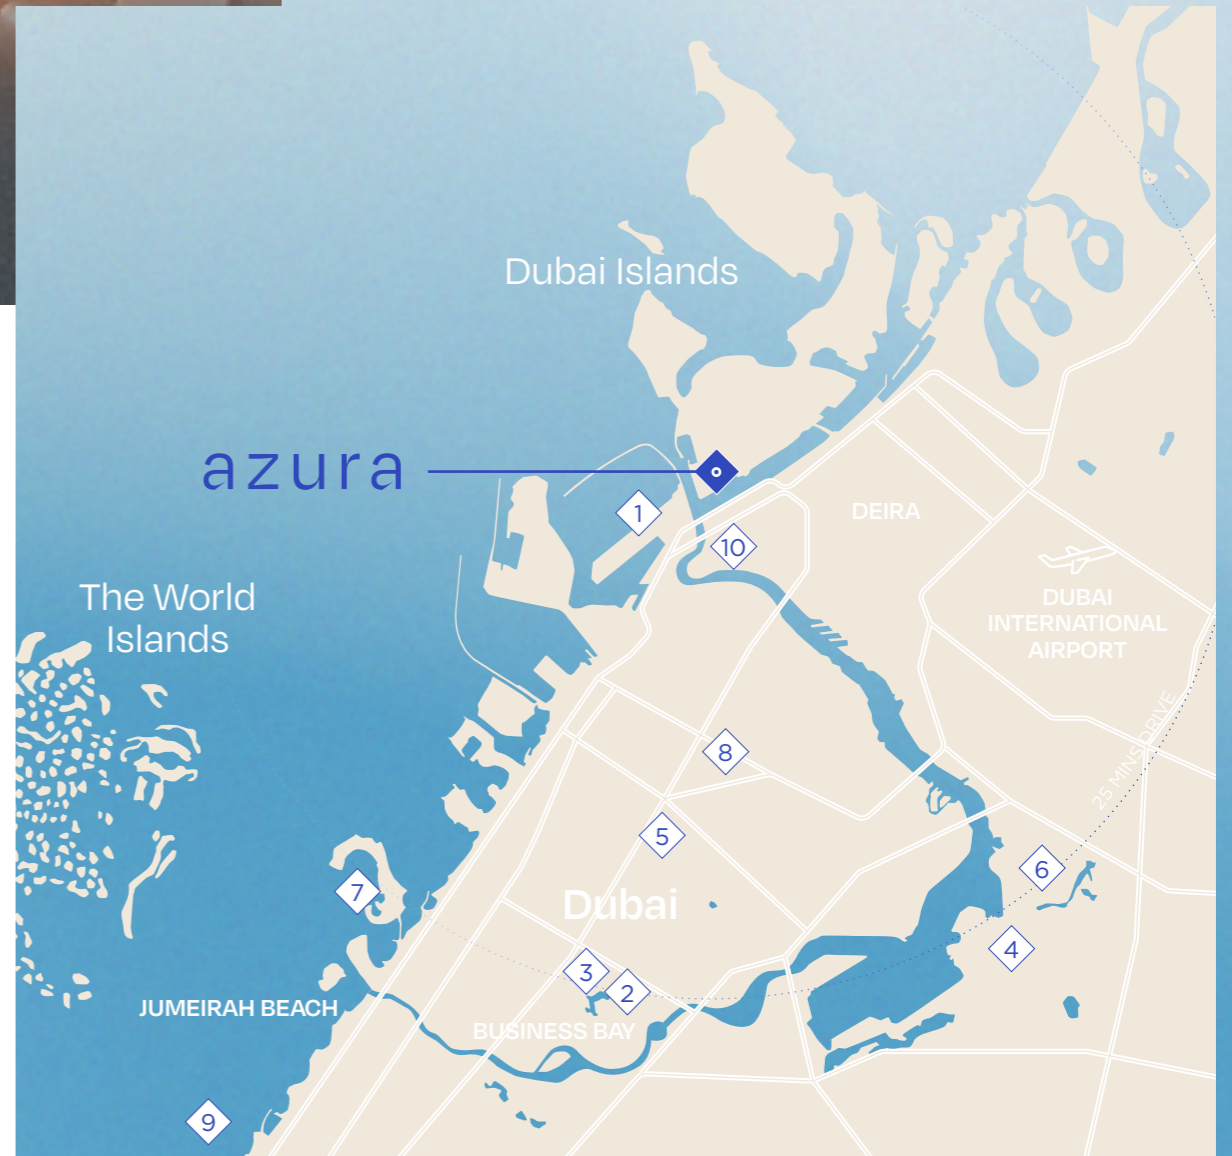 Dubai Islands
azura
1
10
DEIRA
DUBAI
INTERNATIONAL
AIRPORT
The World
Islands
25 MINS DRIVE
8
5
6
7
Dubai
4
3
2
JUMEIRAH BEACH
BUSINESS BAY
9